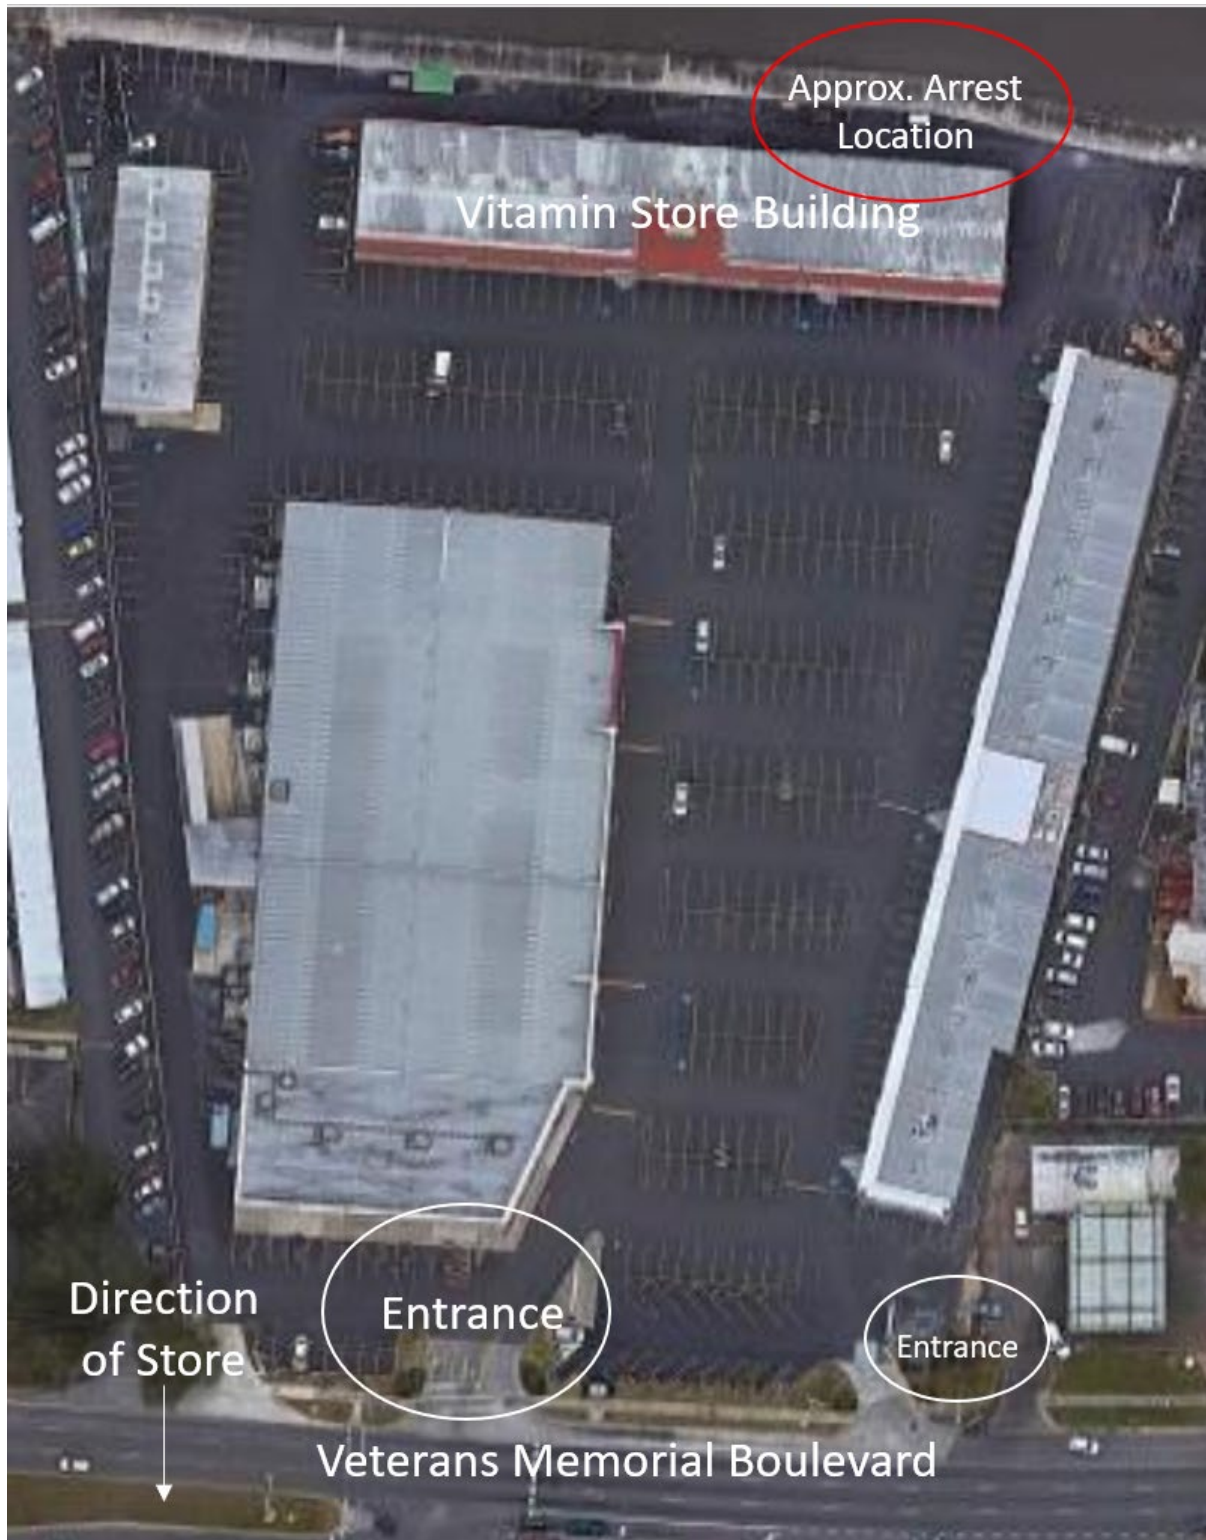 Approx. Arrest
Location
Vitamin Store Building
Direction
of Store
Entrance
Entrance
Veterans Memorial Boulevard